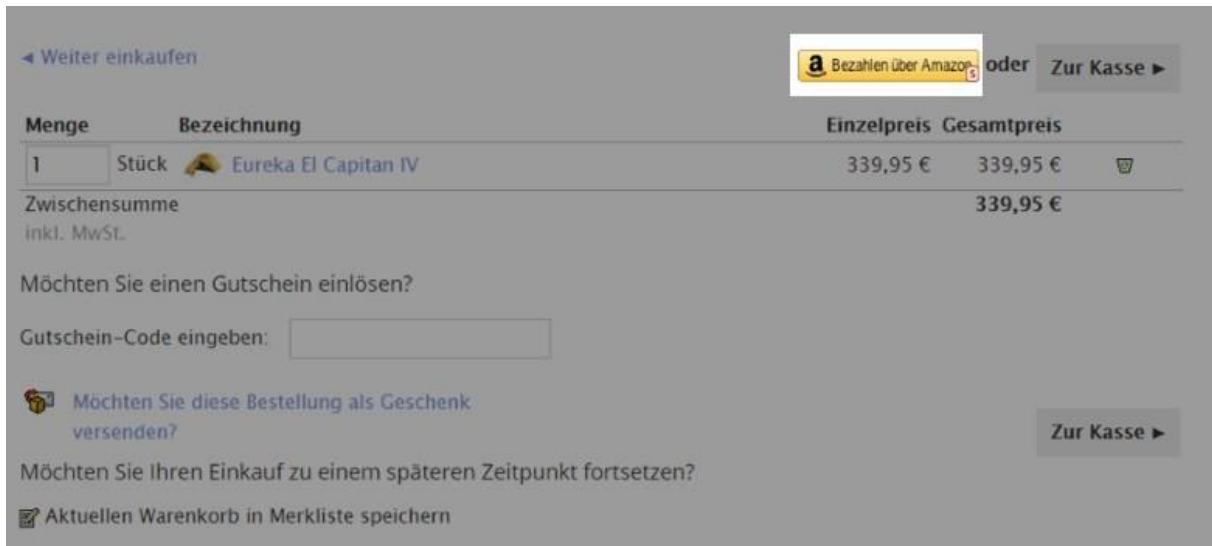 ◄ Weiter einkaufen
a Bezahlen über Amazon S oder Zur Kasse ►
Menge Bezeichnung Einzelpreis Gesamtpreis
1 Stück Eureka El Capitan IV 339,95 € 339,95 €
Zwischensumme 339,95 €
inkl. MwSt.
Möchten Sie einen Gutschein einlösen?
Gutschein-Code eingeben:
Möchten Sie diese Bestellung als Geschenk
versenden?
Zur Kasse ►
Möchten Sie Ihren Einkauf zu einem späteren Zeitpunkt fortsetzen?
Aktuellen Warenkorb in Merkliste speichern